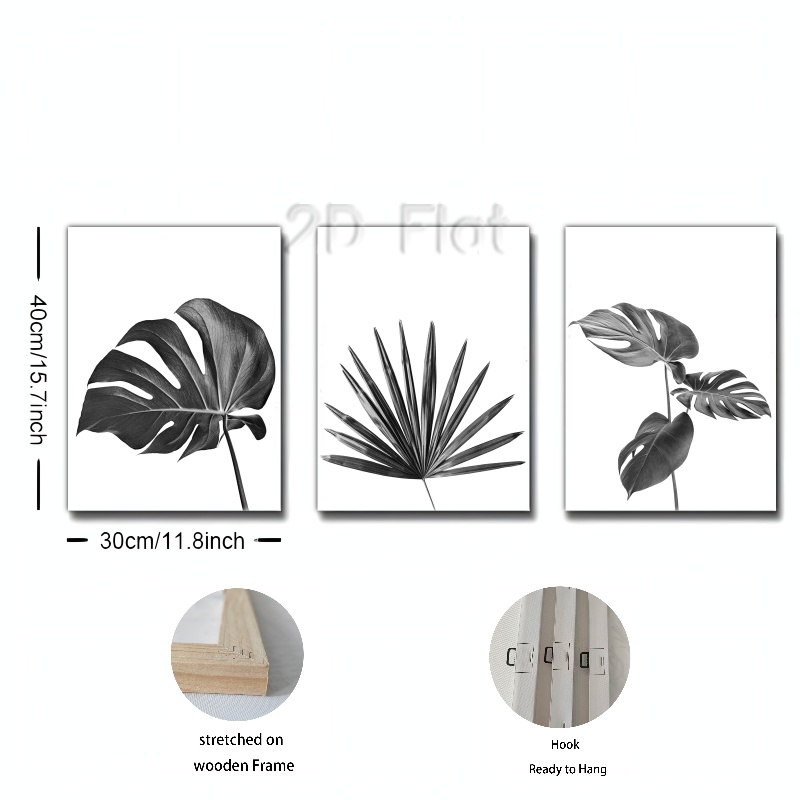 2D Flat
40cm/15.7inch
30cm/11.8inch
stretched on
wooden Frame
Hook
Ready to Hang